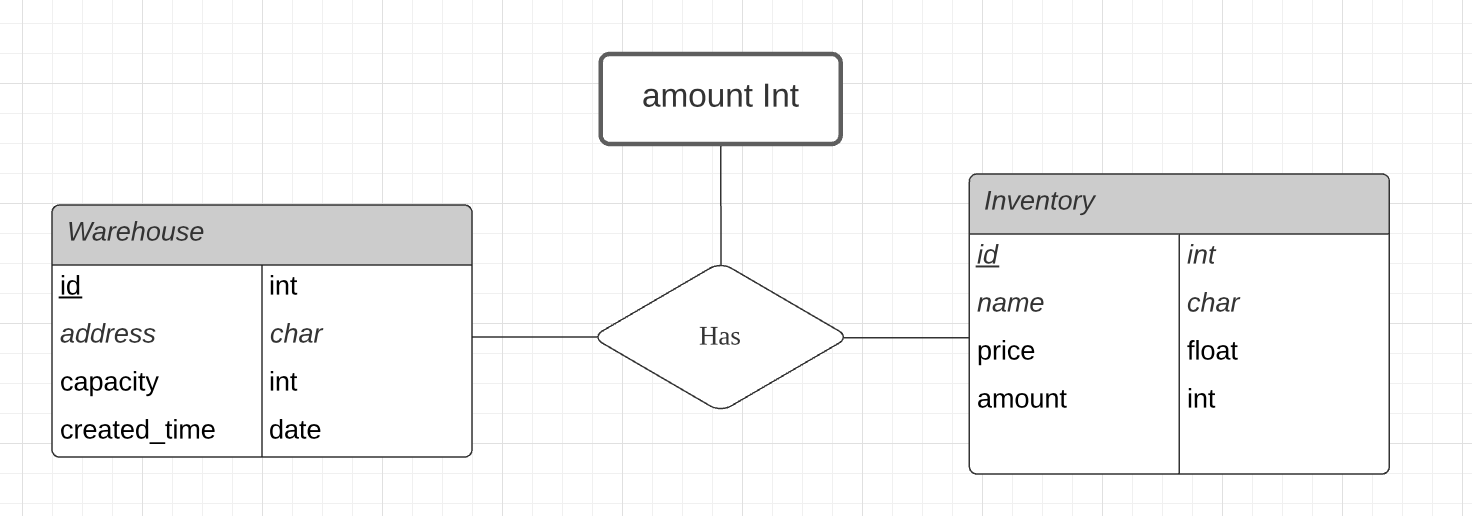 amount Int
Warehouse
id int
address char
capacity int
created_time date
Has
Inventory
id int
name char
price float
amount int